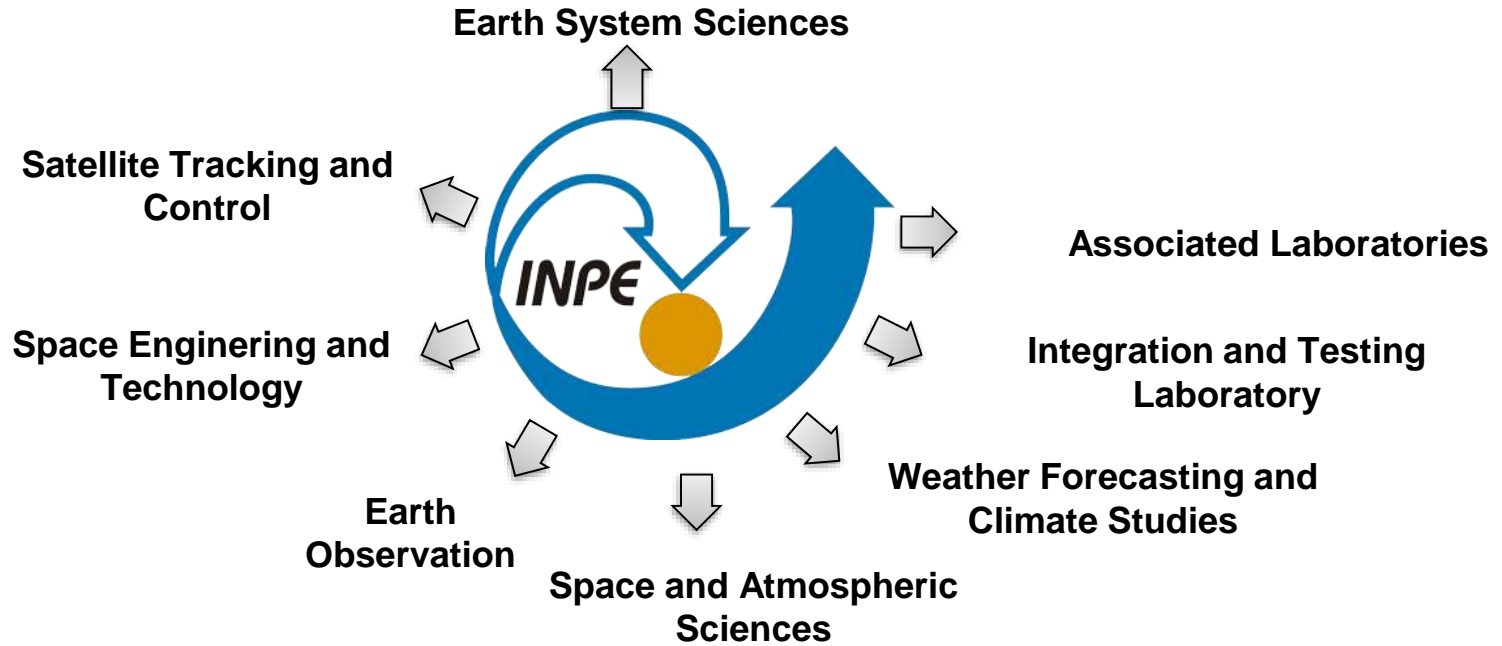 Earth System Sciences
Satellite Tracking and
Control
Associated Laboratories
INPE
Space Enginering and
Technology
Integration and Testing
Laboratory
Weather Forecasting and
Climate Studies
Earth
Observation
Space and Atmospheric
Sciences